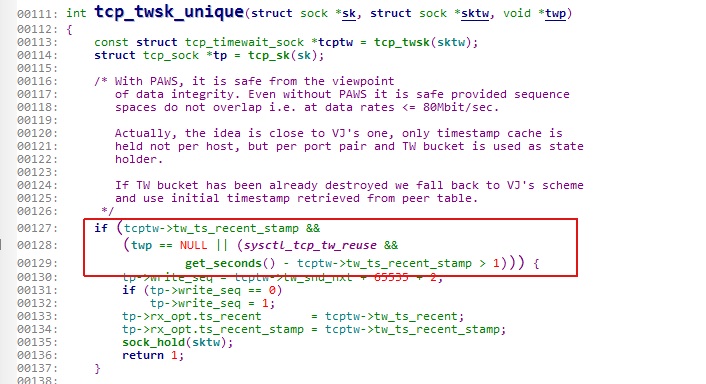 00111: int tcp_twsk_unique(struct sock *sk, struct sock *sktw, void *twp)
00112: {
00113:     const struct tcp_timewait_sock *tcptw = tcp_twsk(sktw);
00114:     struct tcp_sock *tp = tcp_sk(sk);
00115:
00116:     /* With PAWS, it is safe from the viewpoint
00117:        of data integrity. Even without PAWS it is safe provided sequence
00118:        spaces do not overlap i.e. at data rates <= 80Mbit/sec.
00119:
00120:        Actually, the idea is close to VJ's one, only timestamp cache is
00121:        held not per host, but per port pair and TW bucket is used as state
00122:        holder.
00123:
00124:        If TW bucket has been already destroyed we fall back to VJ's scheme
00125:        and use initial timestamp retrieved from peer table.
00126:      */
00127:     if (tcptw->tw_ts_recent_stamp &&
00128:         (twp == NULL || (sysctl_tcp_tw_reuse &&
00129:                  get_seconds() - tcptw->tw_ts_recent_stamp > 1))) {
00130:         tp->write_seq = tcptw->tw_snd_nxt + 65535 + 2;
00131:         if (tp->write_seq == 0)
00132:             tp->write_seq = 1;
00133:         tp->rx_opt.ts_recent       = tcptw->tw_ts_recent;
00134:         tp->rx_opt.ts_recent_stamp = tcptw->tw_ts_recent_stamp;
00135:         sock_hold(sktw);
00136:         return 1;
00137:     }
00138: